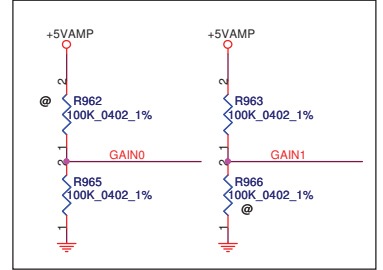 +5VAMP +5VAMP
2 2
@ R962 R963
100K_0402_1% 100K_0402_1%
1 1
GAIN0 GAIN1
2 2
R965 R966
100K_0402_1% 100K_0402_1%
@
1 1